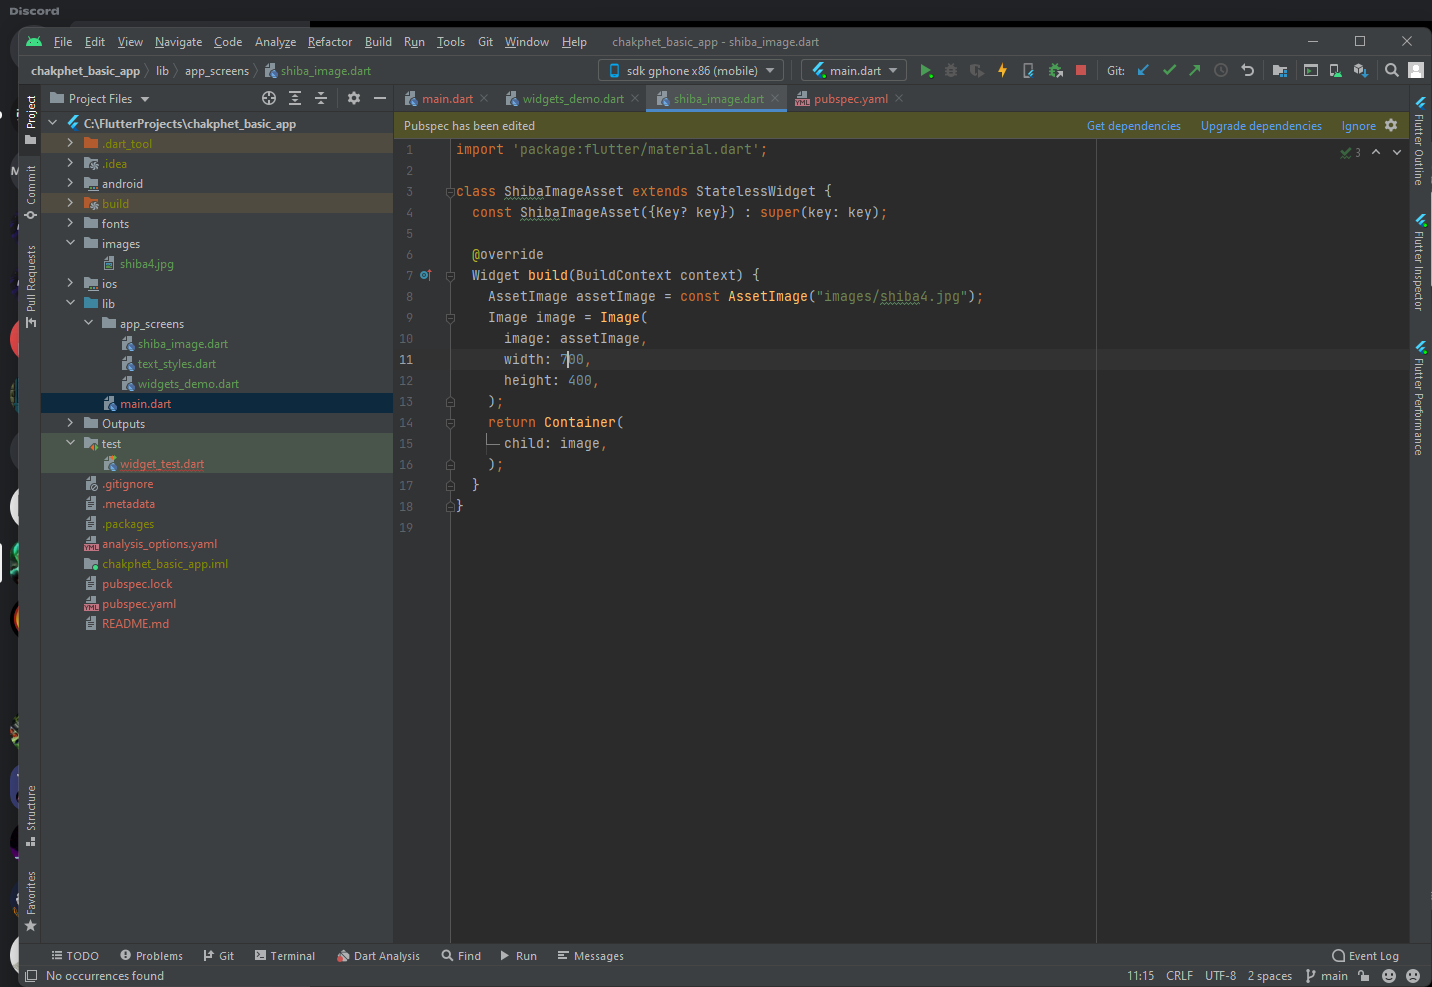 Discord
File Edit View Navigate Code Analyze Refactor Build Run Tools Git Window Help chakphet_basic_app - shiba_image.dart
chakphet_basic_app lib app_screens shiba_image.dart sdk gphone x86 (mobile) main.dart Git:
Project Files
main.dart widgets_demo.dart shiba_image.dart pubspec.yaml
Pubspec has been edited Get dependencies Upgrade dependencies Ignore
Project
Commit
Pull Requests
Structure
Favorites
C:\FlutterProjects\chakphet_basic_app
.dart_tool
.idea
android
build
fonts
images
shiba4.jpg
ios
lib
app_screens
shiba_image.dart
text_styles.dart
widgets_demo.dart
main.dart
Outputs
test
widget_test.dart
.gitignore
.metadata
.packages
analysis_options.yaml
chakphet_basic_app.iml
pubspec.lock
pubspec.yaml
README.md
1 import 'package:flutter/material.dart';
2
3 class ShibaImageAsset extends StatelessWidget {
4 const ShibaImageAsset({Key? key}) : super(key: key);
5
6 @override
7 Widget build(BuildContext context) {
8 AssetImage assetImage = const AssetImage("images/shiba4.jpg");
9 Image image = Image(
10 image: assetImage,
11 width: 700,
12 height: 400,
13 );
14 return Container(
15 child: image,
16 );
17 }
18 }
19
3
Flutter Outline
Flutter Inspector
Flutter Performance
TODO Problems Git Terminal Dart Analysis Find Run Messages Event Log
No occurrences found 11:15 CRLF UTF-8 2 spaces main